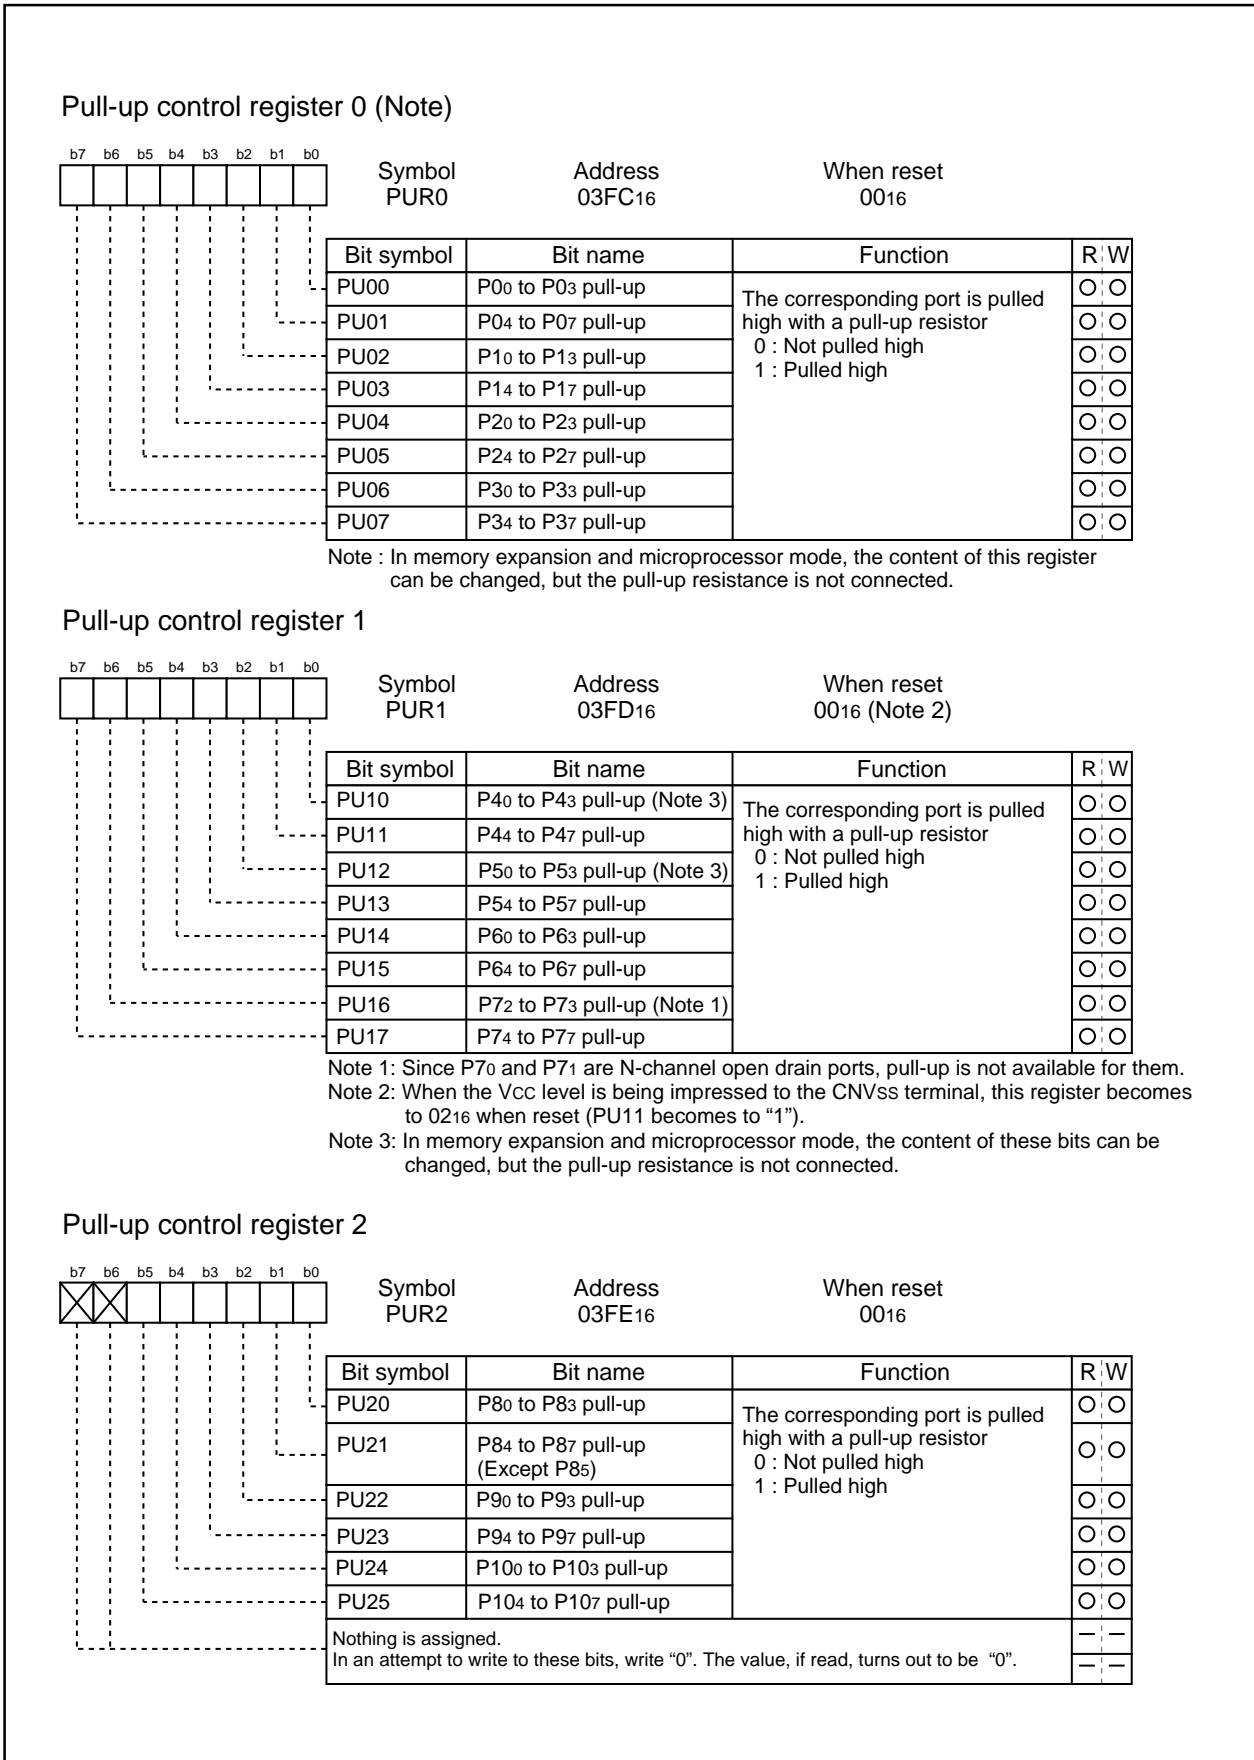 Pull-up control register 0 (Note)
b7 b6 b5 b4 b3 b2 b1 b0
Symbol Address When reset
PUR0 03FC16 0016
Bit symbol Bit name Function R W
PU00 P00 to P03 pull-up The corresponding port is pulled
PU01 P04 to P07 pull-up high with a pull-up resistor
0 : Not pulled high
PU02 P10 to P13 pull-up 1 : Pulled high
PU03 P14 to P17 pull-up
PU04 P20 to P23 pull-up
PU05 P24 to P27 pull-up
PU06 P30 to P33 pull-up
PU07 P34 to P37 pull-up
Note : In memory expansion and microprocessor mode, the content of this register
can be changed, but the pull-up resistance is not connected.
Pull-up control register 1
b7 b6 b5 b4 b3 b2 b1 b0
Symbol Address When reset
PUR1 03FD16 0016 (Note 2)
Bit symbol Bit name Function R W
PU10 P40 to P43 pull-up (Note 3) The corresponding port is pulled
PU11 P44 to P47 pull-up high with a pull-up resistor
0 : Not pulled high
PU12 P50 to P53 pull-up (Note 3) 1 : Pulled high
PU13 P54 to P57 pull-up
PU14 P60 to P63 pull-up
PU15 P64 to P67 pull-up
PU16 P72 to P73 pull-up (Note 1)
PU17 P74 to P77 pull-up
Note 1: Since P70 and P71 are N-channel open drain ports, pull-up is not available for them.
Note 2: When the VCC level is being impressed to the CNVSS terminal, this register becomes
to 0216 when reset (PU11 becomes to “1”).
Note 3: In memory expansion and microprocessor mode, the content of these bits can be
changed, but the pull-up resistance is not connected.
Pull-up control register 2
b7 b6 b5 b4 b3 b2 b1 b0
Symbol Address When reset
PUR2 03FE16 0016
Bit symbol Bit name Function R W
PU20 P80 to P83 pull-up The corresponding port is pulled
PU21 P84 to P87 pull-up high with a pull-up resistor
(Except P85) 0 : Not pulled high
1 : Pulled high
PU22 P90 to P93 pull-up
PU23 P94 to P97 pull-up
PU24 P100 to P103 pull-up
PU25 P104 to P107 pull-up
Nothing is assigned.
In an attempt to write to these bits, write “0”. The value, if read, turns out to be “0”.